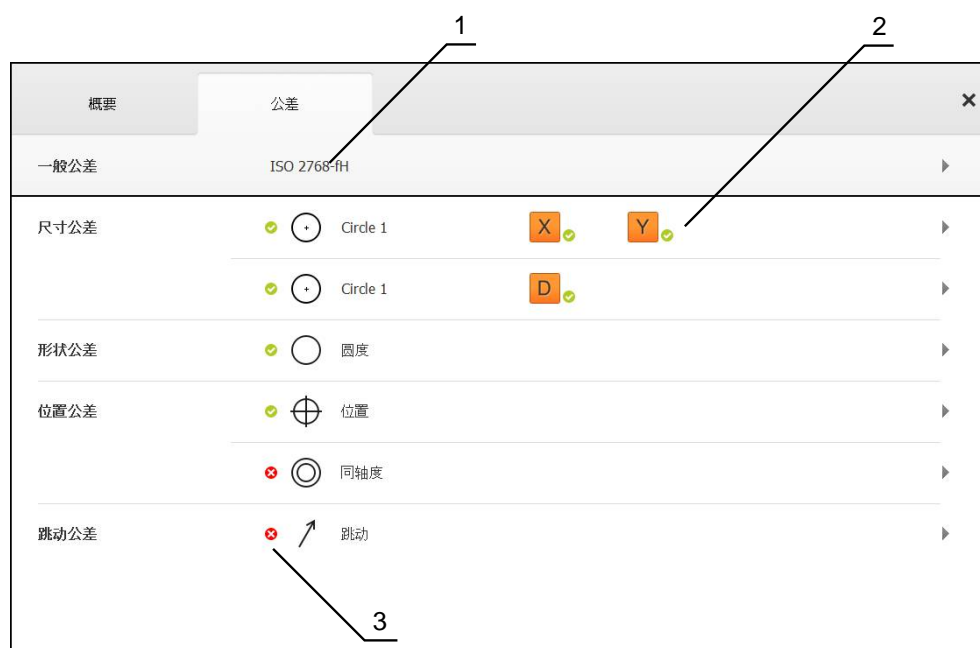 1
2
概要 公差
一般公差 ISO 2768-fH
尺寸公差 Circle 1 X Y
Circle 1 D
形状公差 圆度
位置公差 位置
同轴度
跳动公差 跳动
3